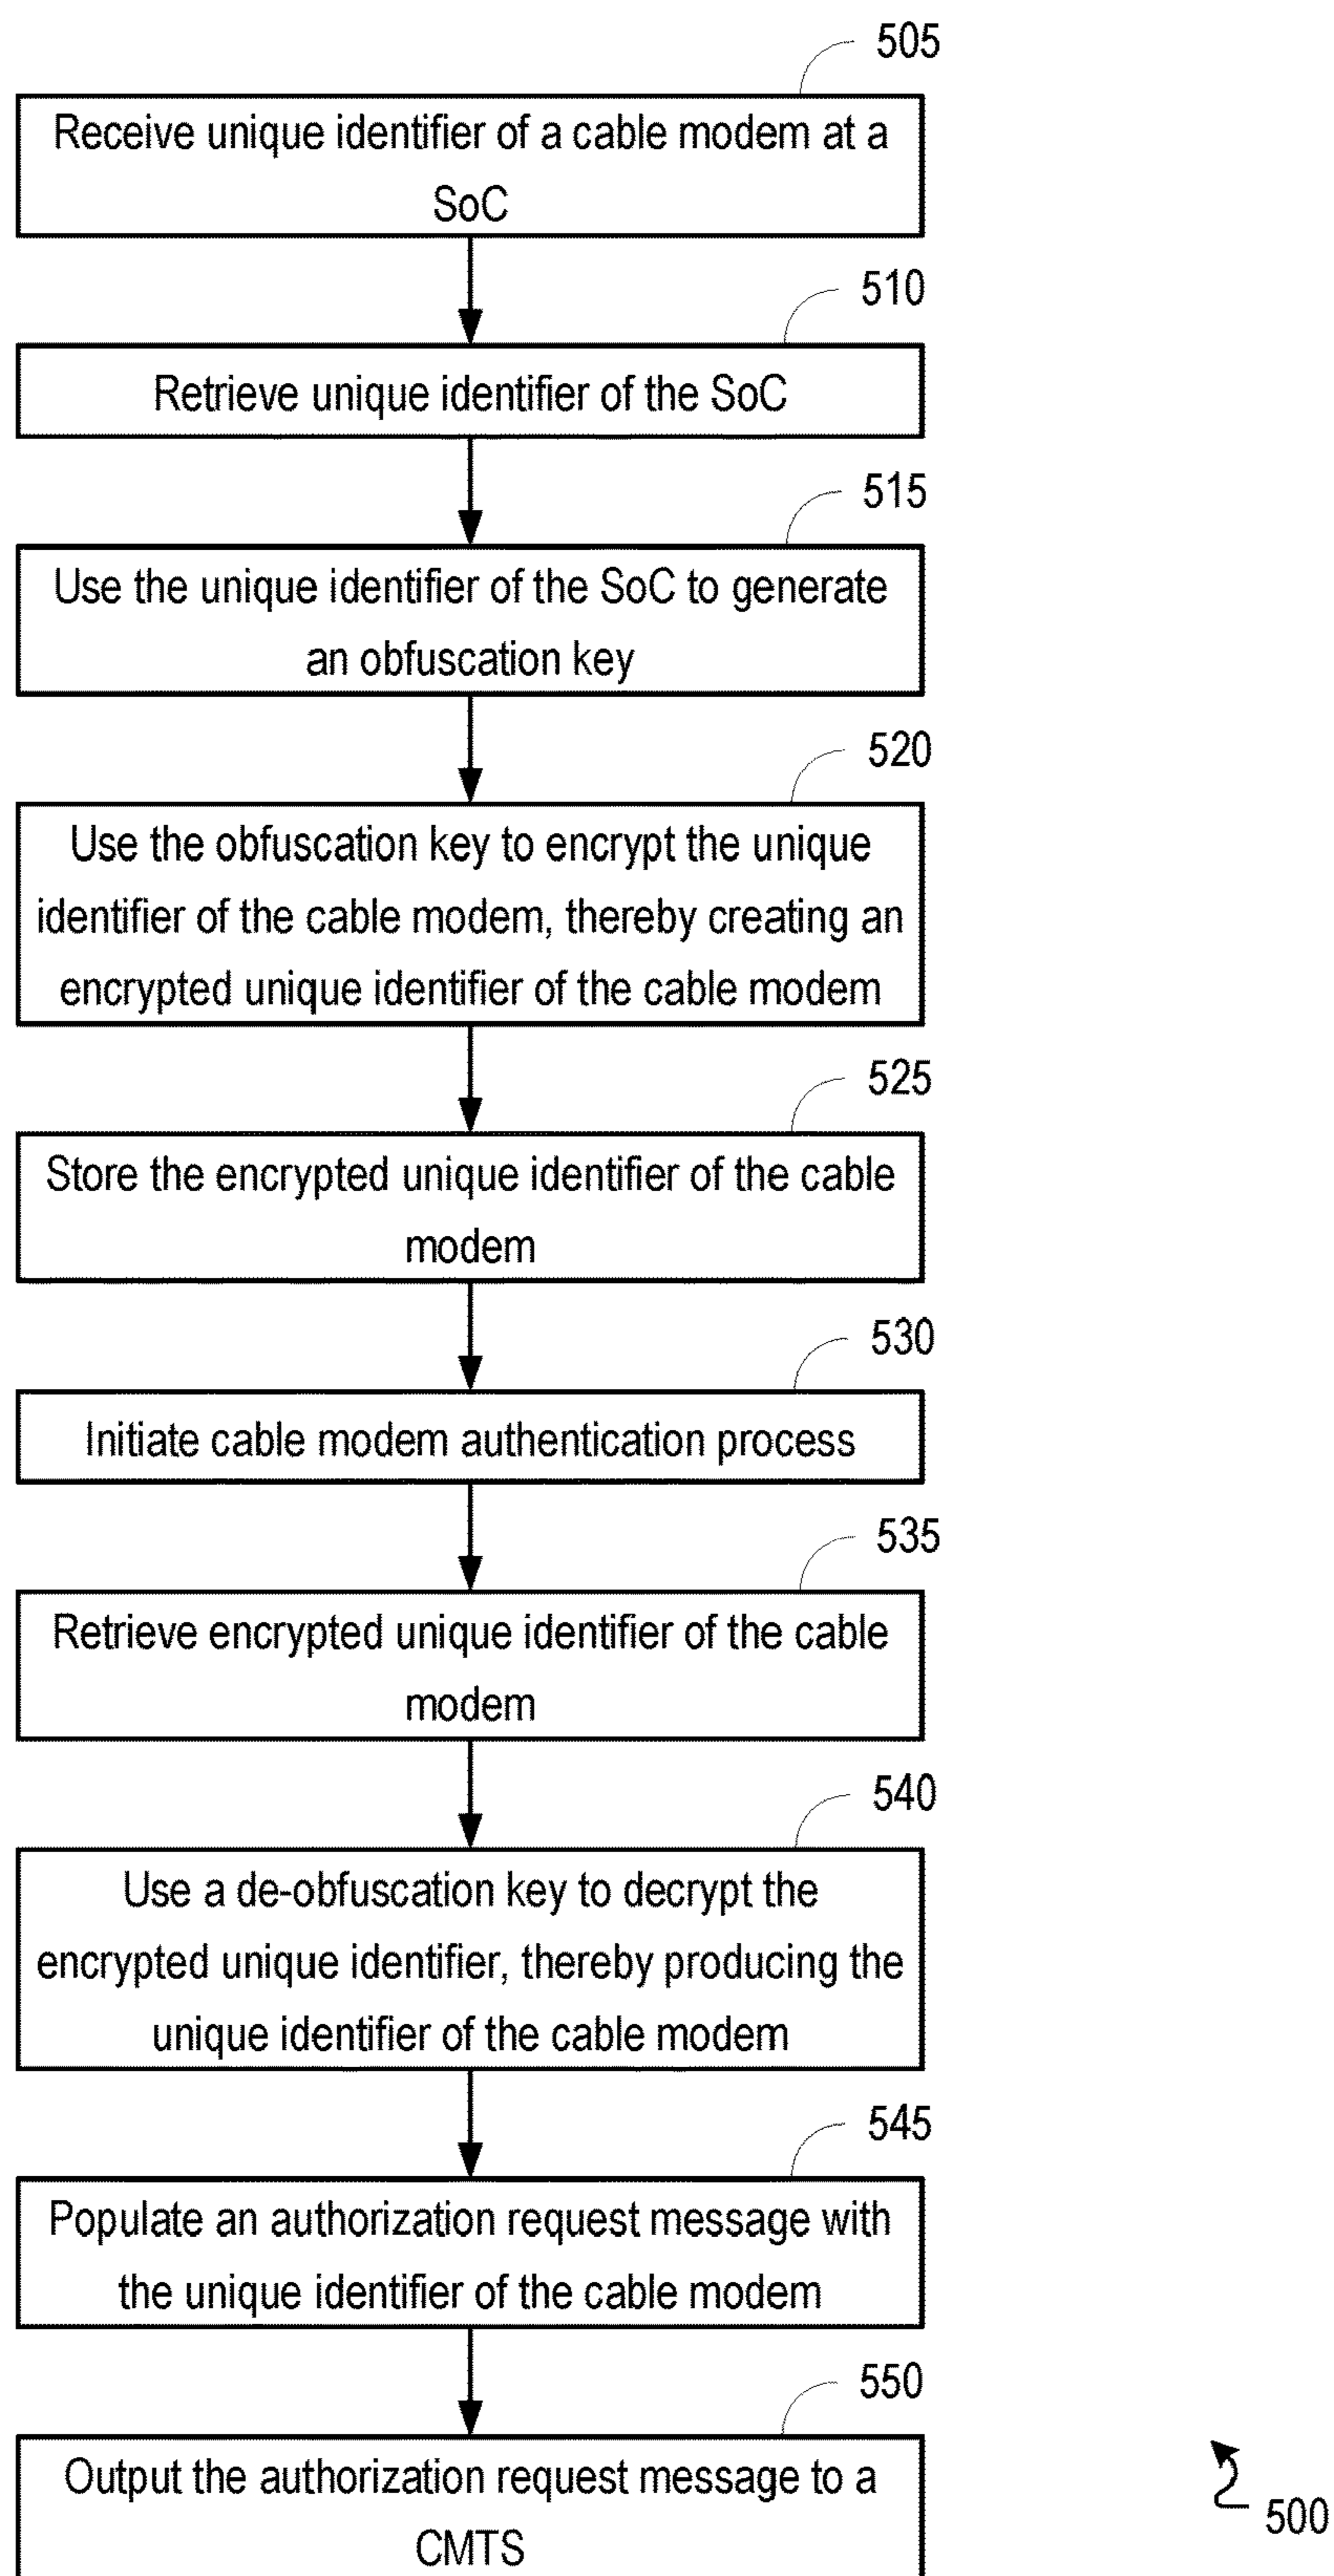 505
Receive unique identifier of a cable modem at a
SoC
510
Retrieve unique identifier of the SoC
515
Use the unique identifier of the SoC to generate
an obfuscation key
520
Use the obfuscation key to encrypt the unique
identifier of the cable modem, thereby creating an
encrypted unique identifier of the cable modem
525
Store the encrypted unique identifier of the cable
modem
530
Initiate cable modem authentication process
535
Retrieve encrypted unique identifier of the cable
modem
540
Use a de-obfuscation key to decrypt the
encrypted unique identifier, thereby producing the
unique identifier of the cable modem
545
Populate an authorization request message with
the unique identifier of the cable modem
550
Output the authorization request message to a
CMTS
500